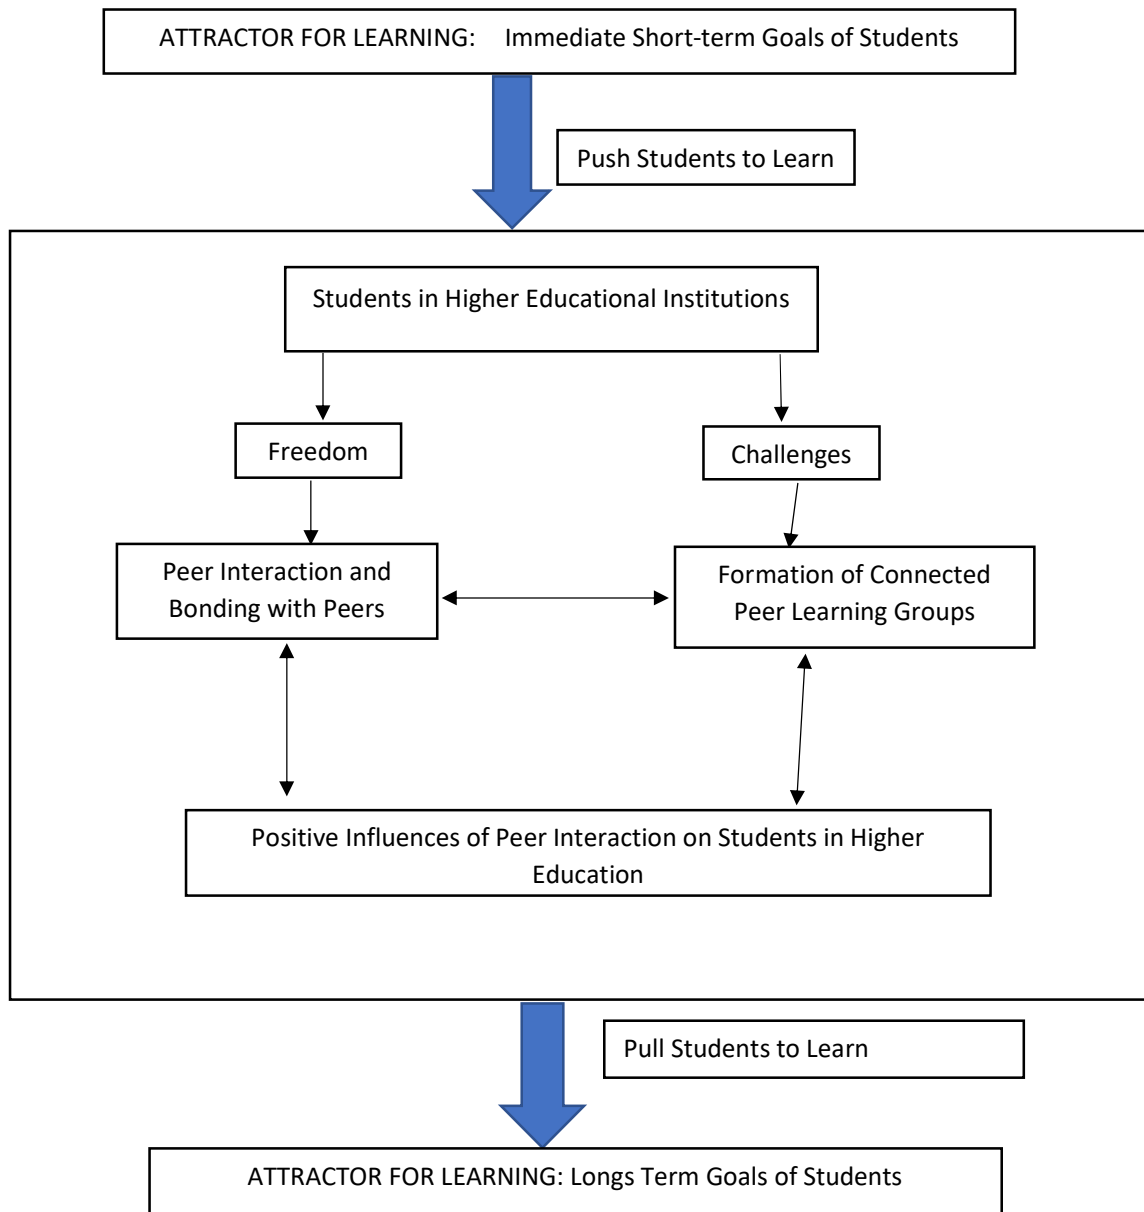 ATTRACTOR FOR LEARNING: Immediate Short-term Goals of Students
Push Students to Learn
Students in Higher Educational Institutions
Freedom
Challenges
Peer Interaction and
Bonding with Peers
Formation of Connected
Peer Learning Groups
Positive Influences of Peer Interaction on Students in Higher
Education
Pull Students to Learn
ATTRACTOR FOR LEARNING: Longs Term Goals of Students